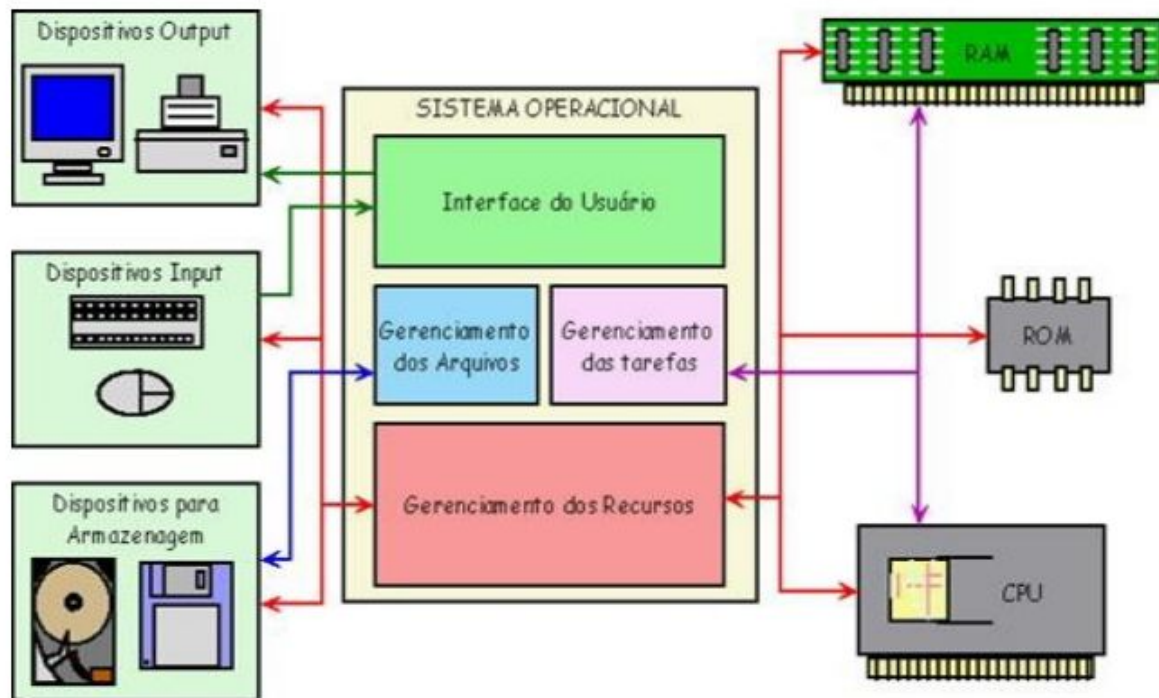 Dispositivos Output
SISTEMA OPERACIONAL
Interface do Usuário
Dispositivos Input
Gerenciamento
dos Arquivos
Gerenciamento
das tarefas
Dispositivos para
Armazenagem
Gerenciamento dos Recursos
RAM
ROM
CPU